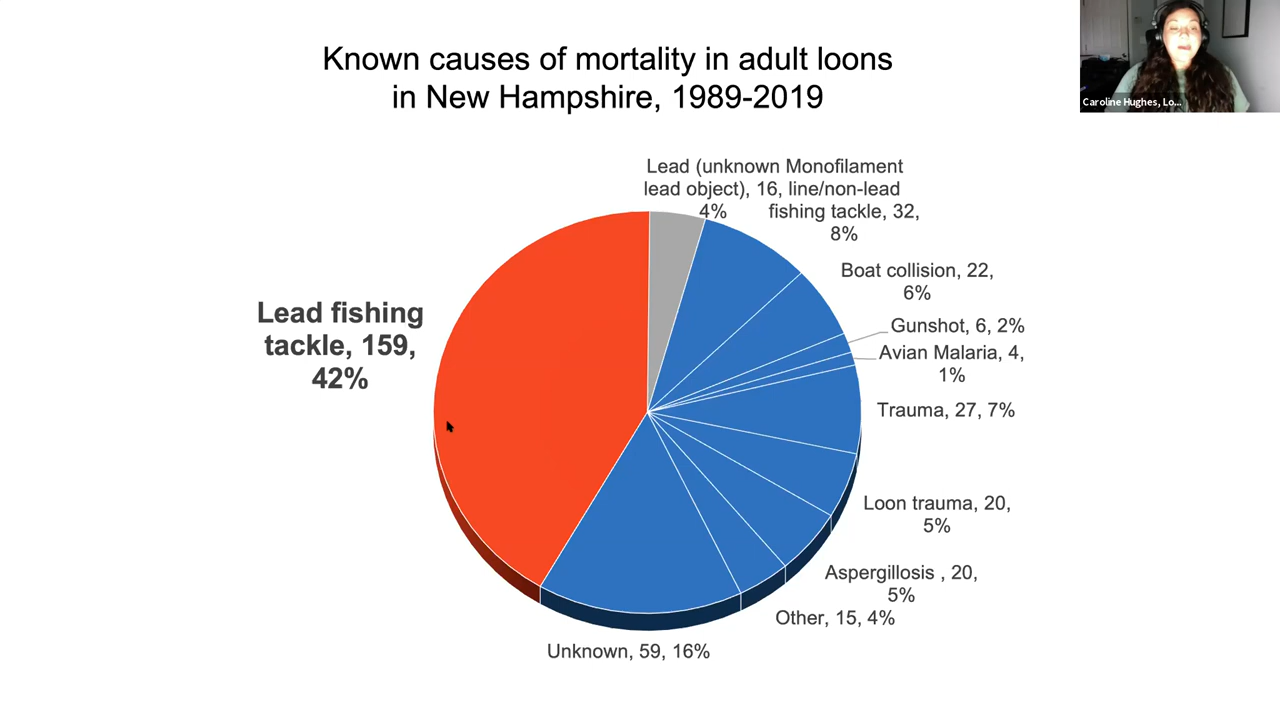 Known causes of mortality in adult loons
in New Hampshire, 1989-2019
Caroline Hughes, Lo...
Lead (unknown
lead object), 16,
4%
Monofilament
line/non-lead
fishing tackle, 32,
8%
Boat collision, 22,
6%
Gunshot, 6, 2%
Avian Malaria, 4,
1%
Trauma, 27, 7%
Loon trauma, 20,
5%
Aspergillosis , 20,
5%
Other, 15, 4%
Unknown, 59, 16%
Lead fishing
tackle, 159,
42%